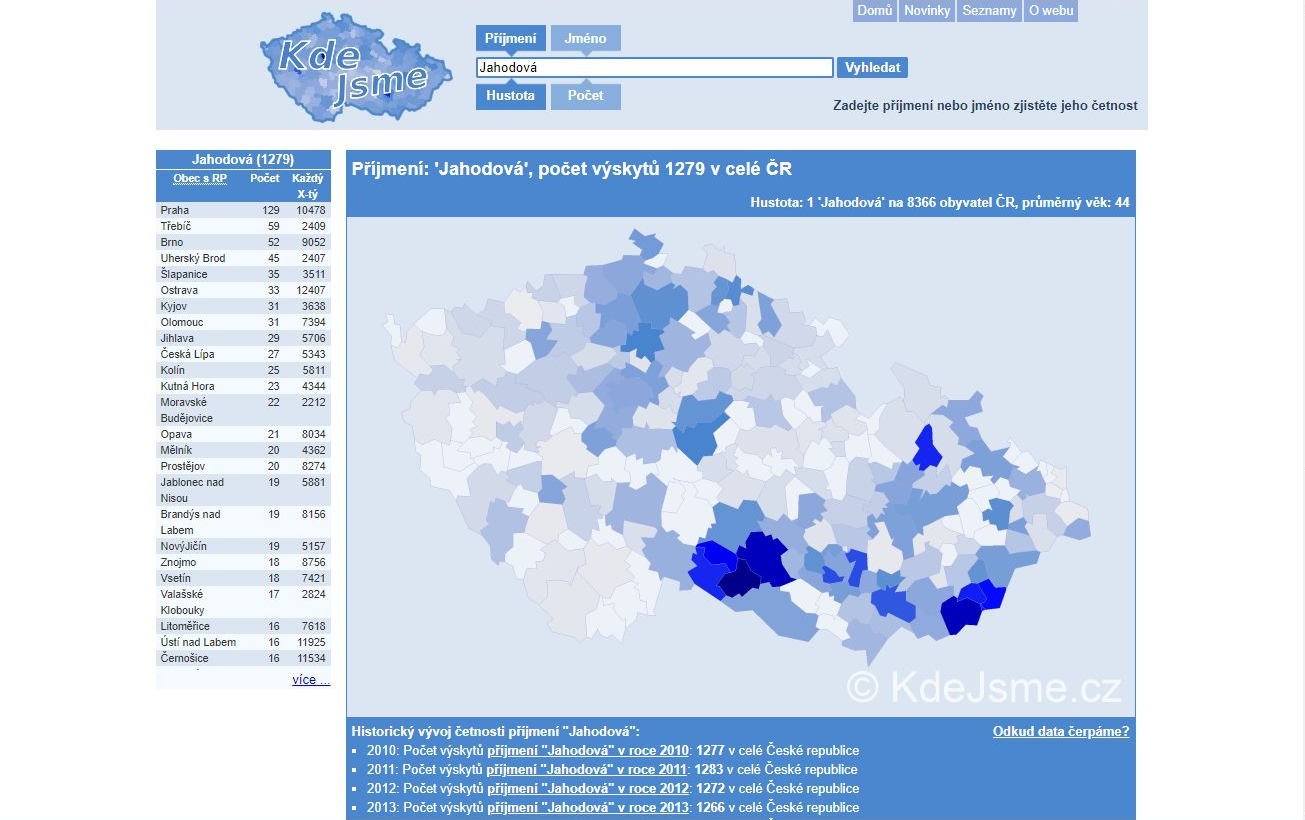 Domů Novinky Seznamy O webu
Kde
Jsme
Příjmení Jméno
Jahodová Vyhledat
Hustota Počet
Zadejte příjmení nebo jméno zjistěte jeho četnost
Jahodová (1279)
Obec s RP Počet Každý
X-tý
Praha 129 10478
Třebíč 59 2409
Brno 52 9052
Uherský Brod 45 2407
Šlapanice 35 3511
Ostrava 33 12407
Kyjov 31 3638
Olomouc 31 7394
Jihlava 29 5706
Česká Lípa 27 5343
Kolín 25 5811
Kutná Hora 23 4344
Moravské 22 2212
Budějovice
Opava 21 8034
Mělník 20 4362
Prostějov 20 8274
Jablonec nad 19 5881
Nisou
Brandýs nad 19 8156
Labem
NovýJičín 19 5157
Znojmo 18 8756
Vsetín 18 7421
Valašské 17 2824
Klobouky
Litoměřice 16 7618
Ústí nad Labem 16 11925
Černošice 16 11534
více ...
Příjmení: 'Jahodová', počet výskytů 1279 v celé ČR
Hustota: 1 'Jahodová' na 8366 obyvatel ČR, průměrný věk: 44
© KdeJsme.cz
Historický vývoj četnosti příjmení "Jahodová": Odkud data čerpáme?
2010: Počet výskytů příjmení "Jahodová" v roce 2010: 1277 v celé České republice
2011: Počet výskytů příjmení "Jahodová" v roce 2011: 1283 v celé České republice
2012: Počet výskytů příjmení "Jahodová" v roce 2012: 1272 v celé České republice
2013: Počet výskytů příjmení "Jahodová" v roce 2013: 1266 v celé České republice